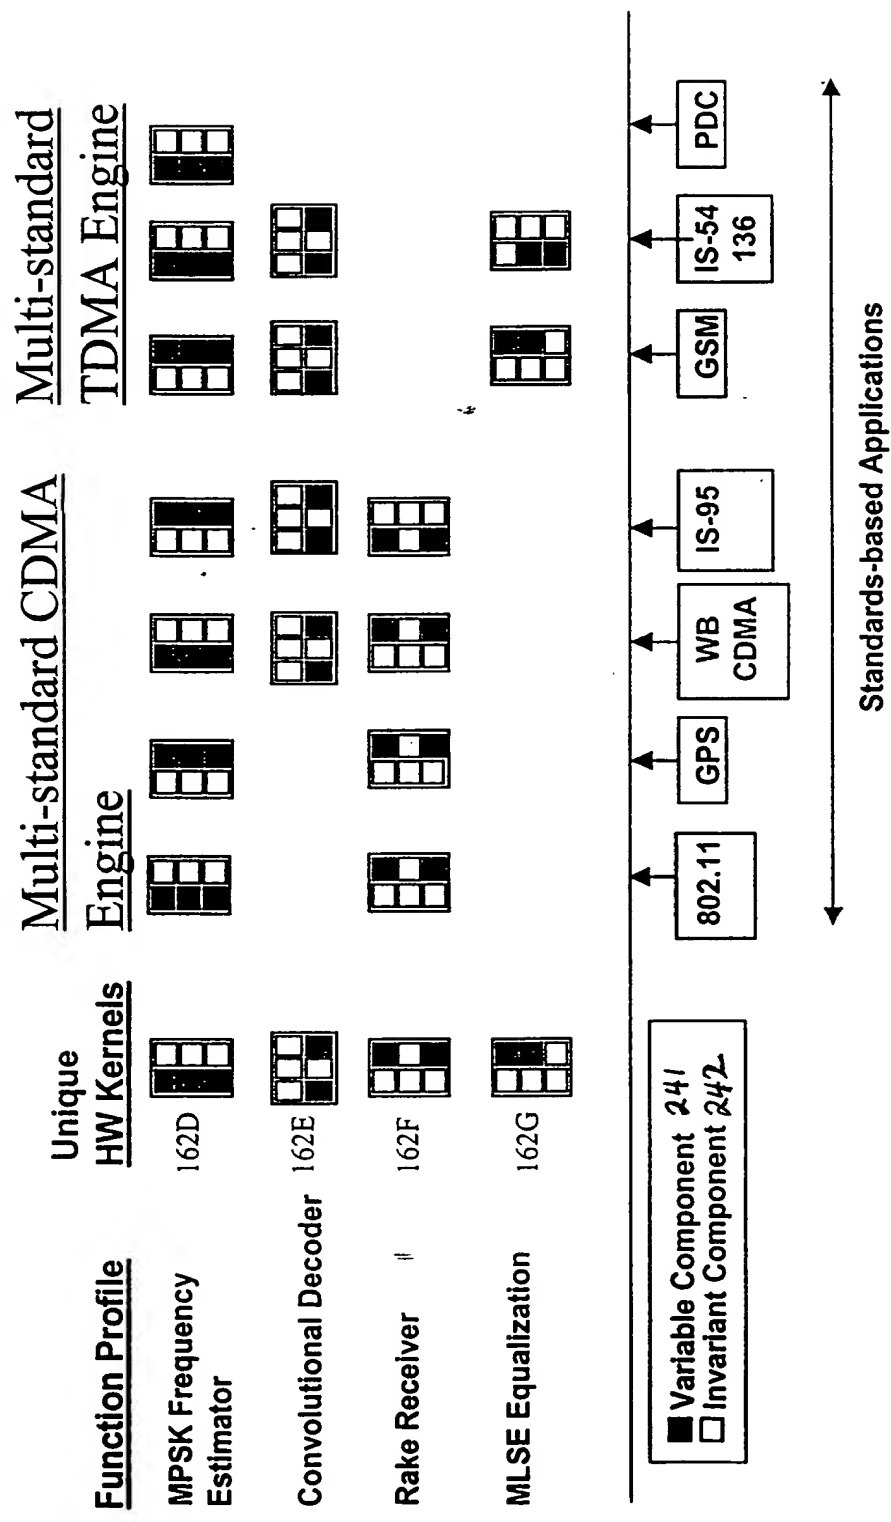 Function Profile
Unique
HW Kernels
Multi-standard CDMA
Engine
Multi-standard
TDMA Engine
MPSK Frequency
Estimator
162D
Convolutional Decoder
162E
Rake Receiver
162F
MLSE Equalization
162G
Variable Component 241
Invariant Component 242
802.11
GPS
WB
CDMA
IS-95
GSM
IS-54
136
PDC
Standards-based Applications